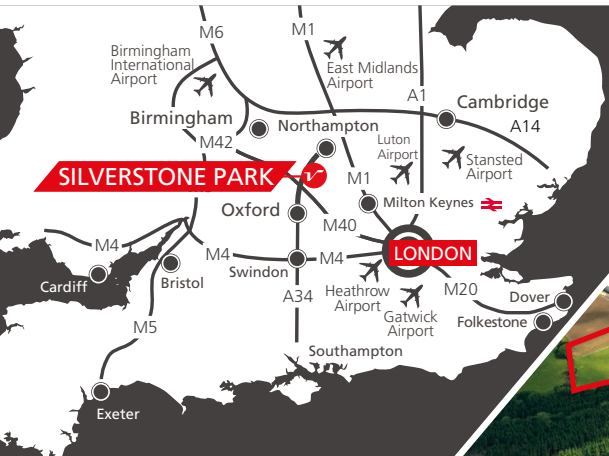 M6
M1
Birmingham
International
Airport
East Midlands
Airport
A1
Cambridge
Birmingham
Northampton
A14
M42
Luton
Airport
Stansted
Airport
SILVERSTONE PARK
M1
Milton Keynes
Oxford
M40
M4
M4
Swindon
M4
LONDON
Cardiff
Bristol
A34
Heathrow
Airport
M20
Dover
Gatwick
Airport
Folkestone
M5
Southampton
Exeter